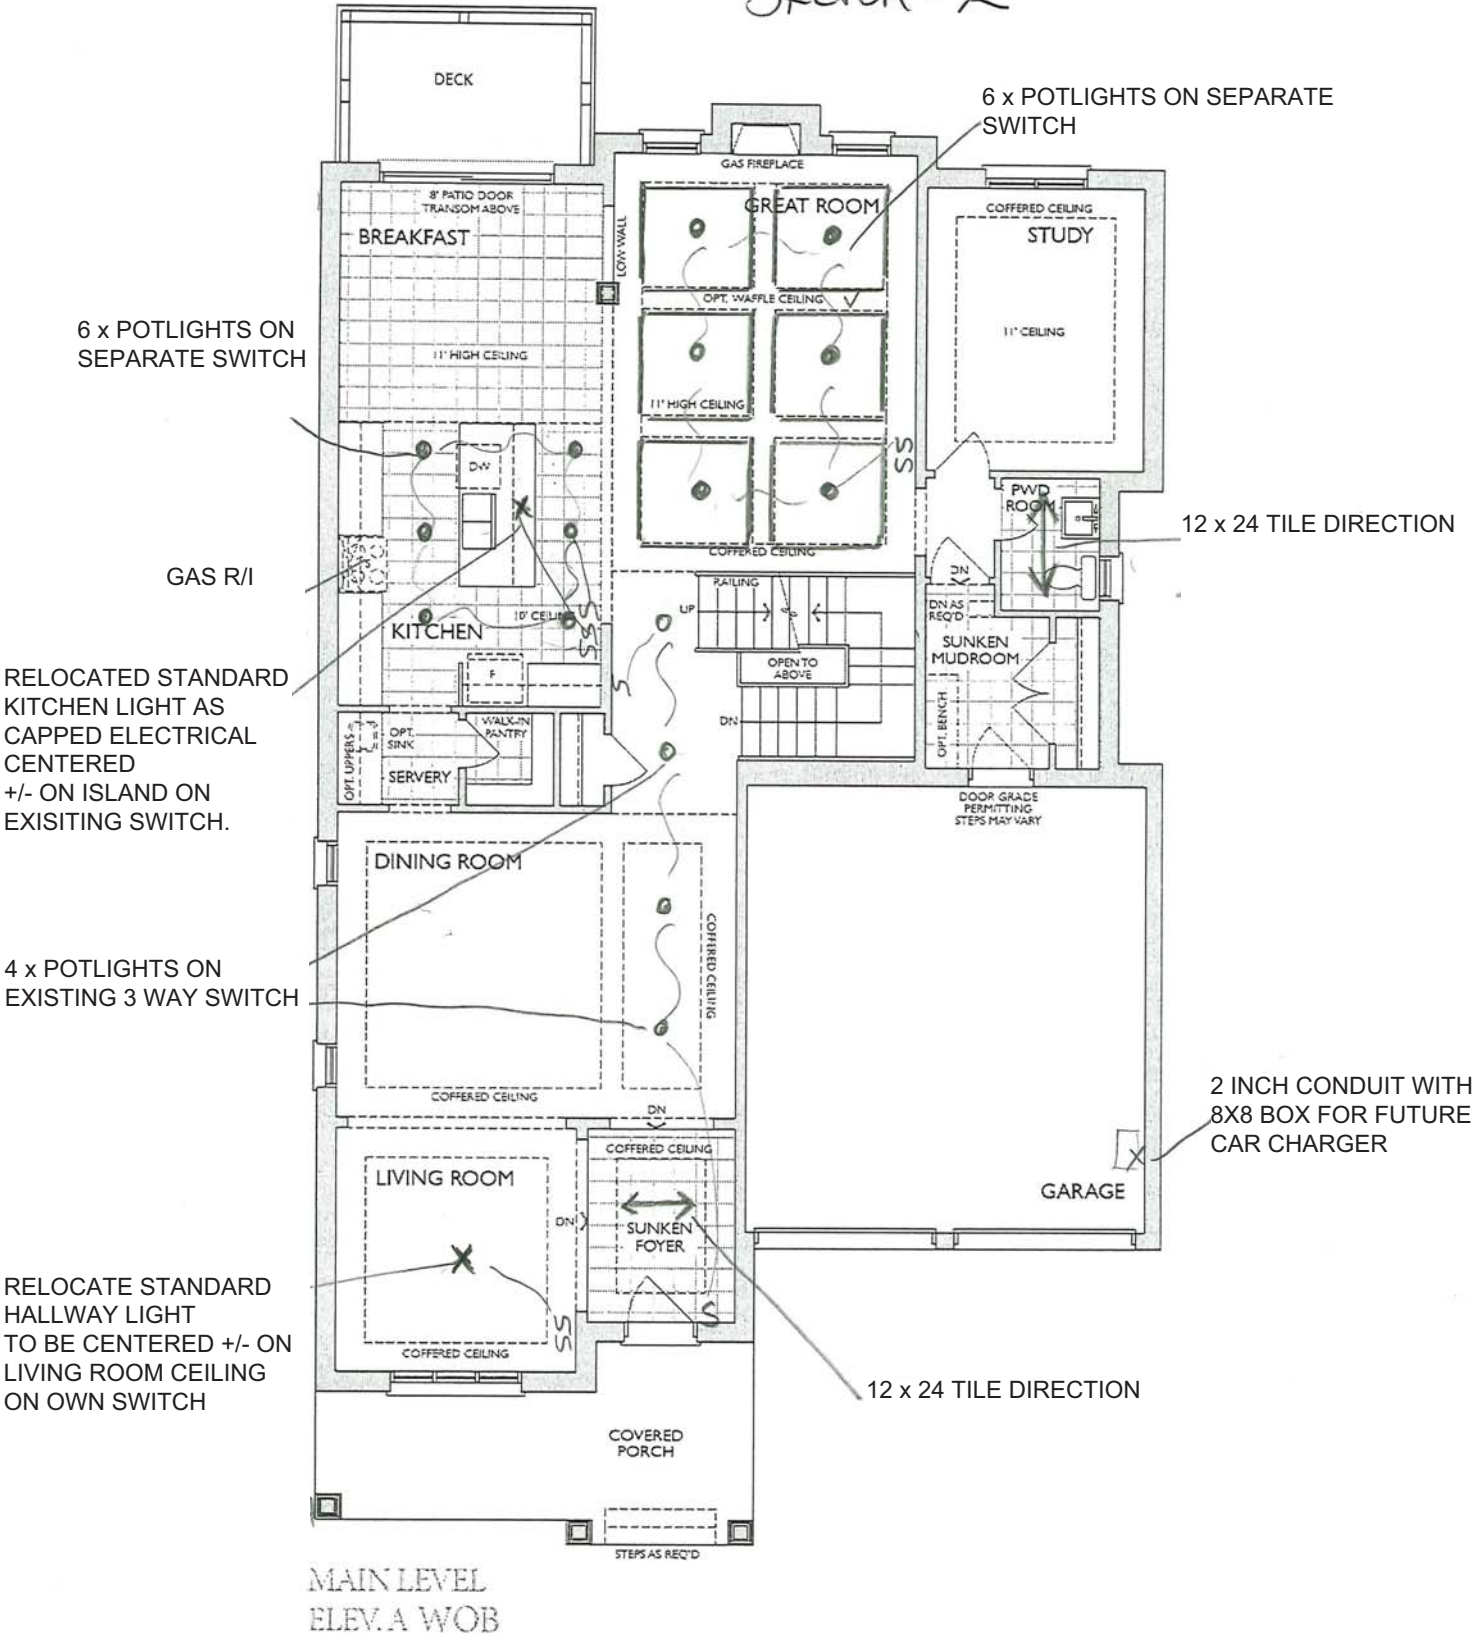 SKETCH - 2
DECK
6 x POTLIGHTS ON SEPARATE
SWITCH
GAS FIREPLACE
8' PATIO DOOR
TRANSOM ABOVE
BREAKFAST
LOW WALL
GREAT ROOM
COFFERED CEILING
STUDY
OPT. WAFFLE CEILING ✓
11' CEILING
6 x POTLIGHTS ON
SEPARATE SWITCH
11' HIGH CEILING
11' HIGH CEILING
SS
DW
PWD
ROOM
12 x 24 TILE DIRECTION
COFFERED CEILING
GAS R/I
DN
RAILING
UP
DN AS
REQ'D
10' CEILING
SSS
KITCHEN
SUNKEN
MUDROOM
OPEN TO
ABOVE
F
S
RELOCATED STANDARD
KITCHEN LIGHT AS
CAPPED ELECTRICAL
CENTERED
+/- ON ISLAND ON
EXISITING SWITCH.
OPT. BENCH
DN
OPT. UPPERS
OPT.
SINK
WALK-IN
PANTRY
SERVERY
DOOR GRADE
PERMITTING
STEPS MAY VARY
DINING ROOM
COFFERED CEILING
4 x POTLIGHTS ON
EXISTING 3 WAY SWITCH
COFFERED CEILING
DN
2 INCH CONDUIT WITH
8X8 BOX FOR FUTURE
CAR CHARGER
COFFERED CEILING
LIVING ROOM
GARAGE
DN
SUNKEN
FOYER
RELOCATE STANDARD
HALLWAY LIGHT
TO BE CENTERED +/- ON
LIVING ROOM CEILING
ON OWN SWITCH
S
SS
COFFERED CEILING
12 x 24 TILE DIRECTION
COVERED
PORCH
STEPS AS REQ'D
MAIN LEVEL
ELEV. A WOB